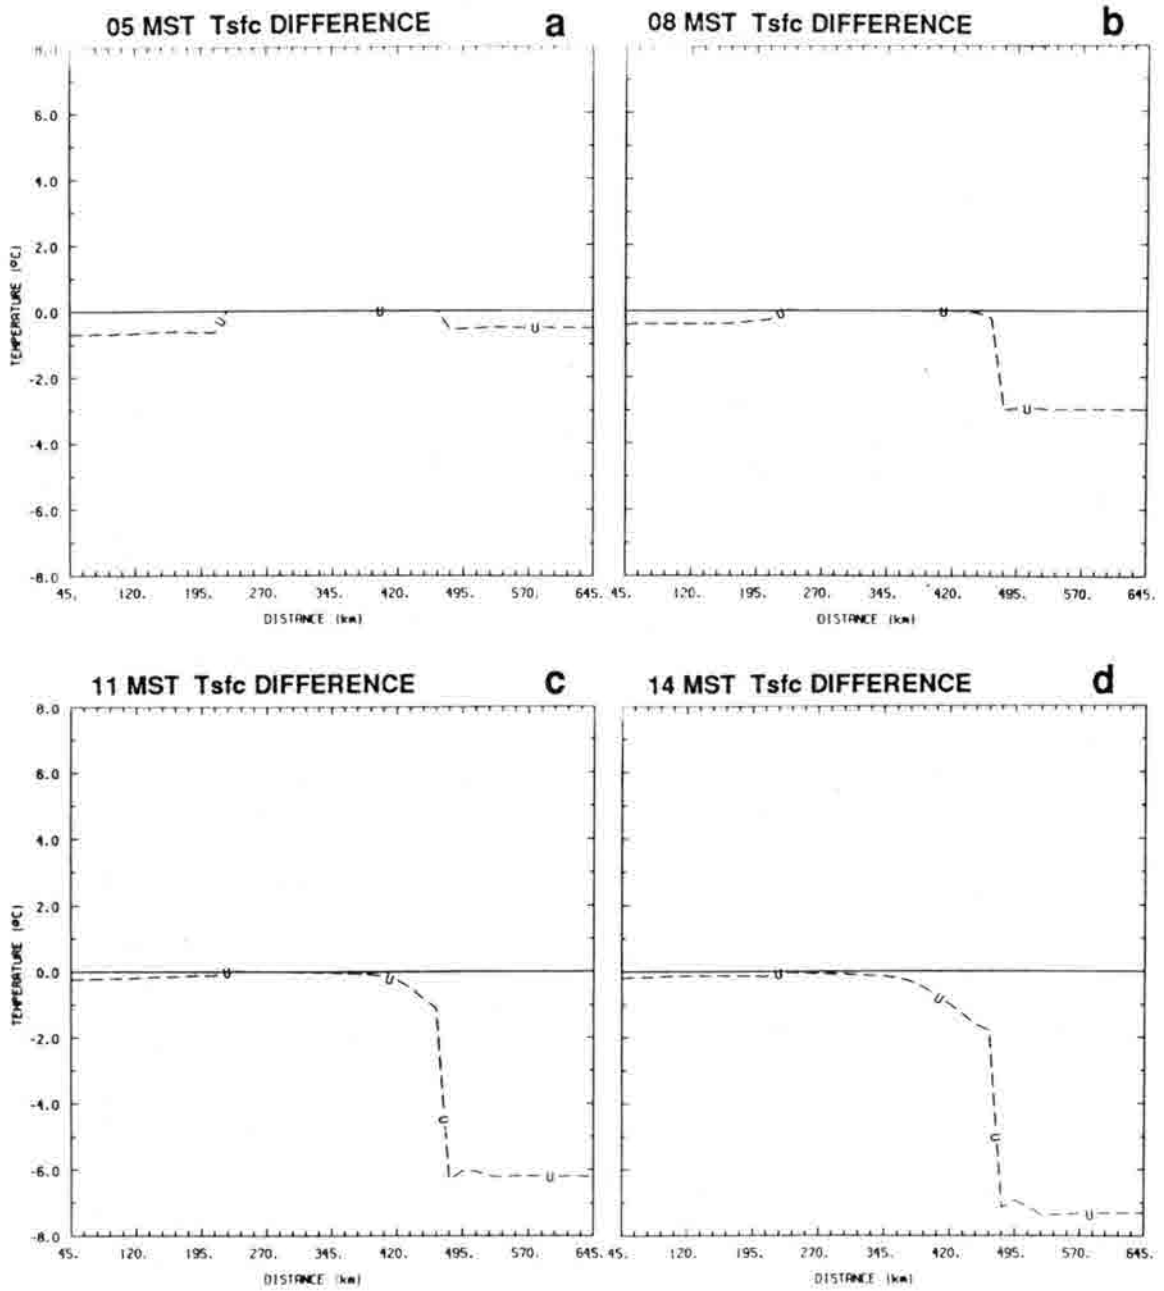 05 MST Tsfc DIFFERENCE a
08 MST Tsfc DIFFERENCE b
8.0
6.0
4.0
2.0
0.0
-2.0
-4.0
-6.0
-8.0
TEMPERATURE (ºC)
U U U
U U U
45. 120. 195. 270. 345. 420. 495. 570. 645.
45. 120. 195. 270. 345. 420. 495. 570. 645.
DISTANCE (km)
DISTANCE (km)
11 MST Tsfc DIFFERENCE c
14 MST Tsfc DIFFERENCE d
8.0
6.0
4.0
2.0
0.0
-2.0
-4.0
-6.0
-8.0
TEMPERATURE (ºC)
U U U U
U U U U
45. 120. 195. 270. 345. 420. 495. 570. 645.
45. 120. 195. 270. 345. 420. 495. 570. 645.
DISTANCE (km)
DISTANCE (km)